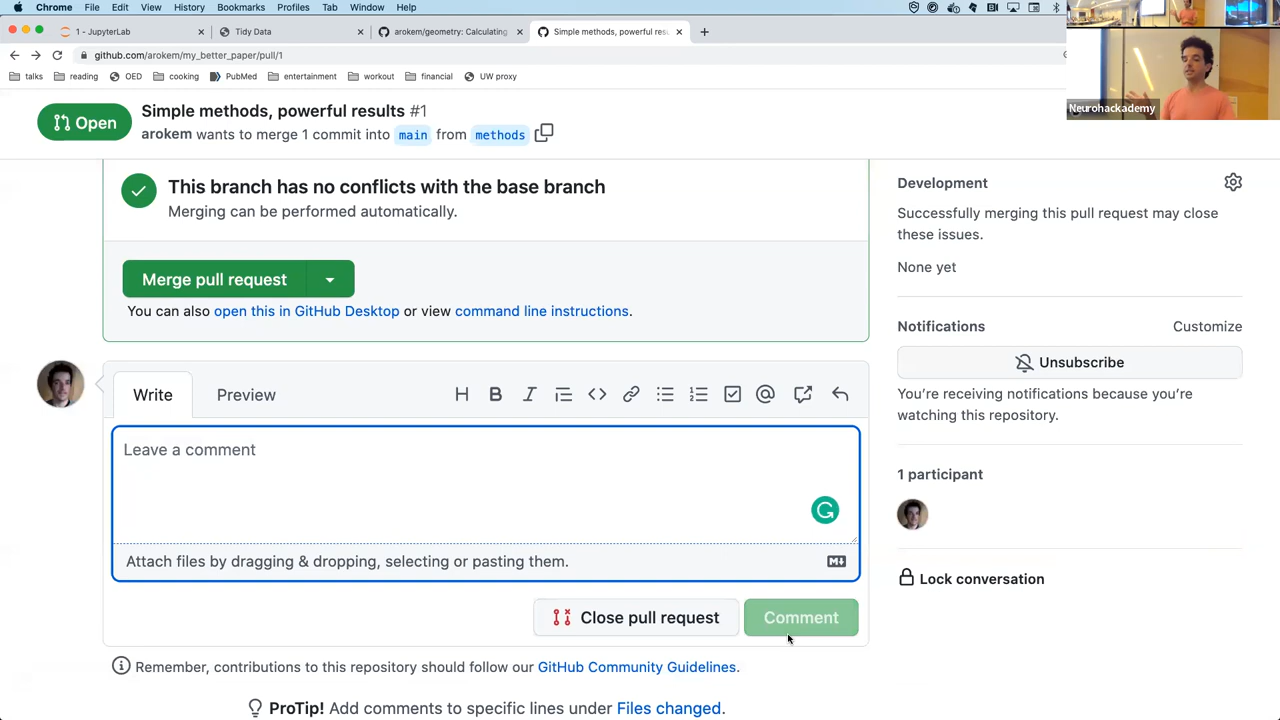 Chrome File Edit View History Bookmarks Profiles Tab Window Help
1 - JupyterLab
Tidy Data
arokem/geometry: Calculating
Simple methods, powerful resu
github.com/arokem/my_better_paper/pull/1
talks reading OED cooking PubMed entertainment workout financial UW proxy
Neurohackademy
Open
Simple methods, powerful results #1
arokem wants to merge 1 commit into main from methods
This branch has no conflicts with the base branch
Merging can be performed automatically.
Merge pull request
You can also open this in GitHub Desktop or view command line instructions.
Write Preview
Leave a comment
Attach files by dragging & dropping, selecting or pasting them.
Close pull request
Comment
Remember, contributions to this repository should follow our GitHub Community Guidelines.
ProTip! Add comments to specific lines under Files changed.
Development
Successfully merging this pull request may close
these issues.
None yet
Notifications Customize
Unsubscribe
You're receiving notifications because you're
watching this repository.
1 participant
Lock conversation